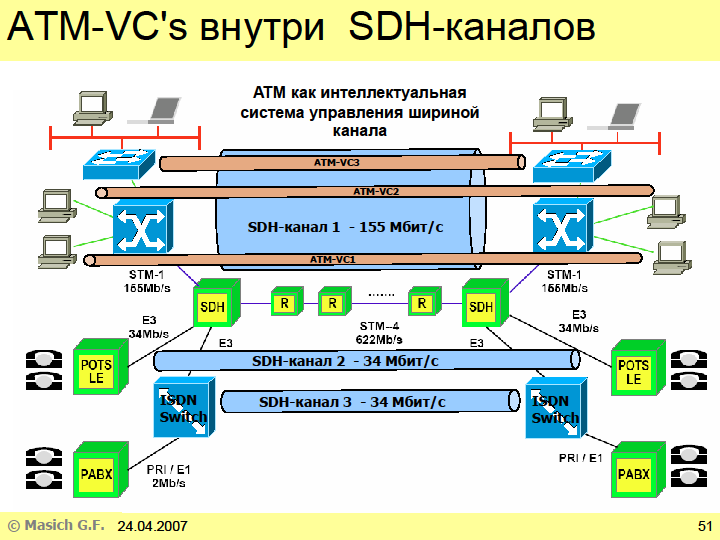 ATM-VC's внутри SDH-каналов
АТМ как интеллектуальная
система управления шириной
канала
ATM-VC3
ATM-VC2
SDH-канал 1 - 155 Мбит/с
ATM-VC1
STM-1
155Mb/s
STM-1
155Mb/s
SDH
R
R
.......
R
SDH
E3
34Mb/s
E3
STM--4
622Mb/s
E3
E3
34Mb/s
POTS
LE
SDH-канал 2 - 34 Мбит/с
POTS
LE
ISDN
Switch
SDH-канал 3 - 34 Мбит/с
ISDN
Switch
PABX
PRI / E1
2Mb/s
PRI / E1
PABX
© Masich G.F.
24.04.2007
51